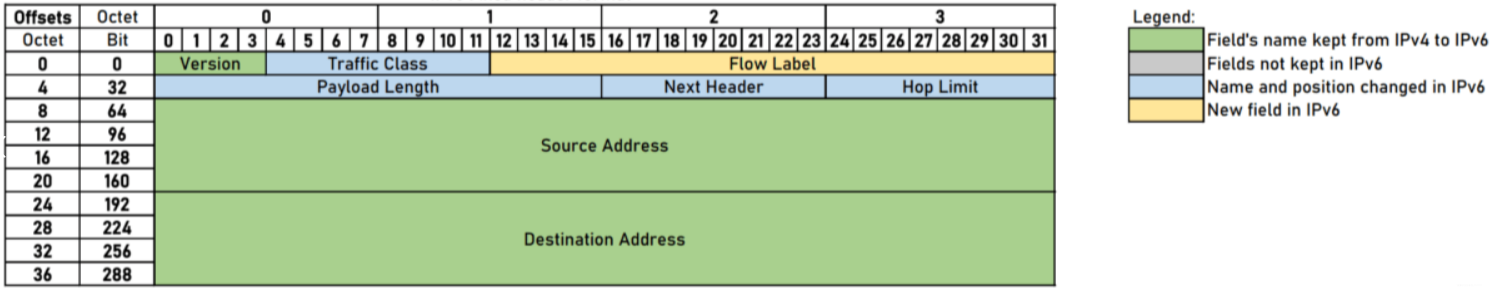 Offsets Octet 0 1 2 3
Octet Bit 0 1 2 3 4 5 6 7 8 9 10 11 12 13 14 15 16 17 18 19 20 21 22 23 24 25 26 27 28 29 30 31
0 0 Version Traffic Class Flow Label
4 32 Payload Length Next Header Hop Limit
8 64
12 96
Source Address
16 128
20 160
24 192
28 224
Destination Address
32 256
36 288
Legend:
Field's name kept from IPv4 to IPv6
Fields not kept in IPv6
Name and position changed in IPv6
New field in IPv6